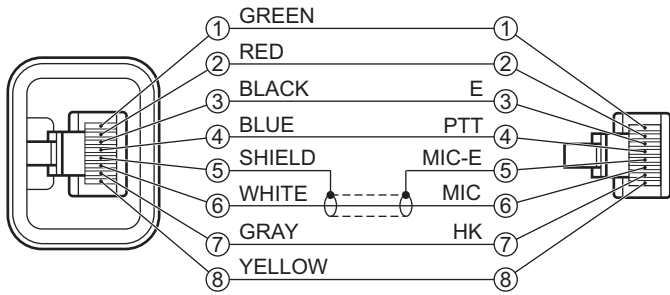 ① GREEN ①
② RED ②
③ BLACK E ③
④ BLUE PTT ④
⑤ SHIELD MIC-E ⑤
⑥ WHITE MIC ⑥
⑦ GRAY HK ⑦
⑧ YELLOW ⑧